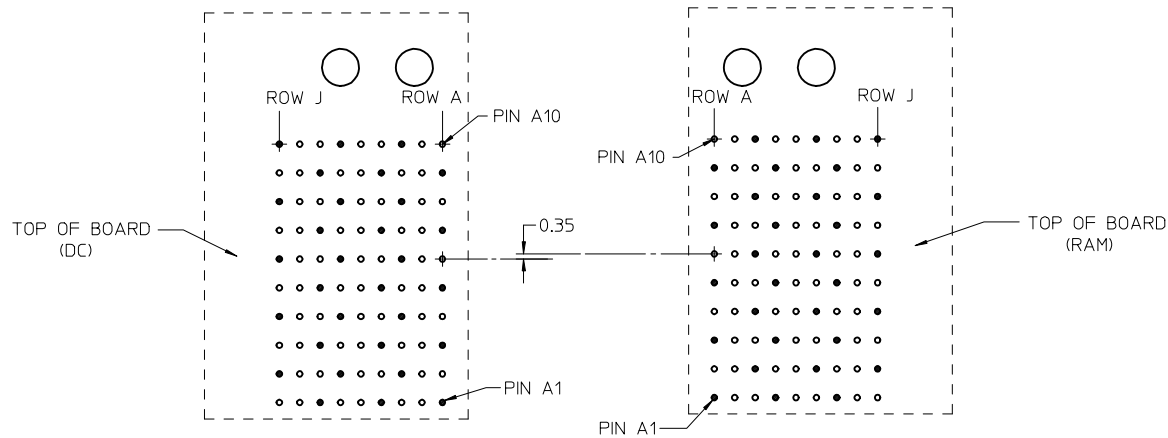 ROW J
ROW A
PIN A10
TOP OF BOARD
(DC)
PIN A1
0.35
ROW A
ROW J
PIN A10
TOP OF BOARD
(RAM)
PIN A1